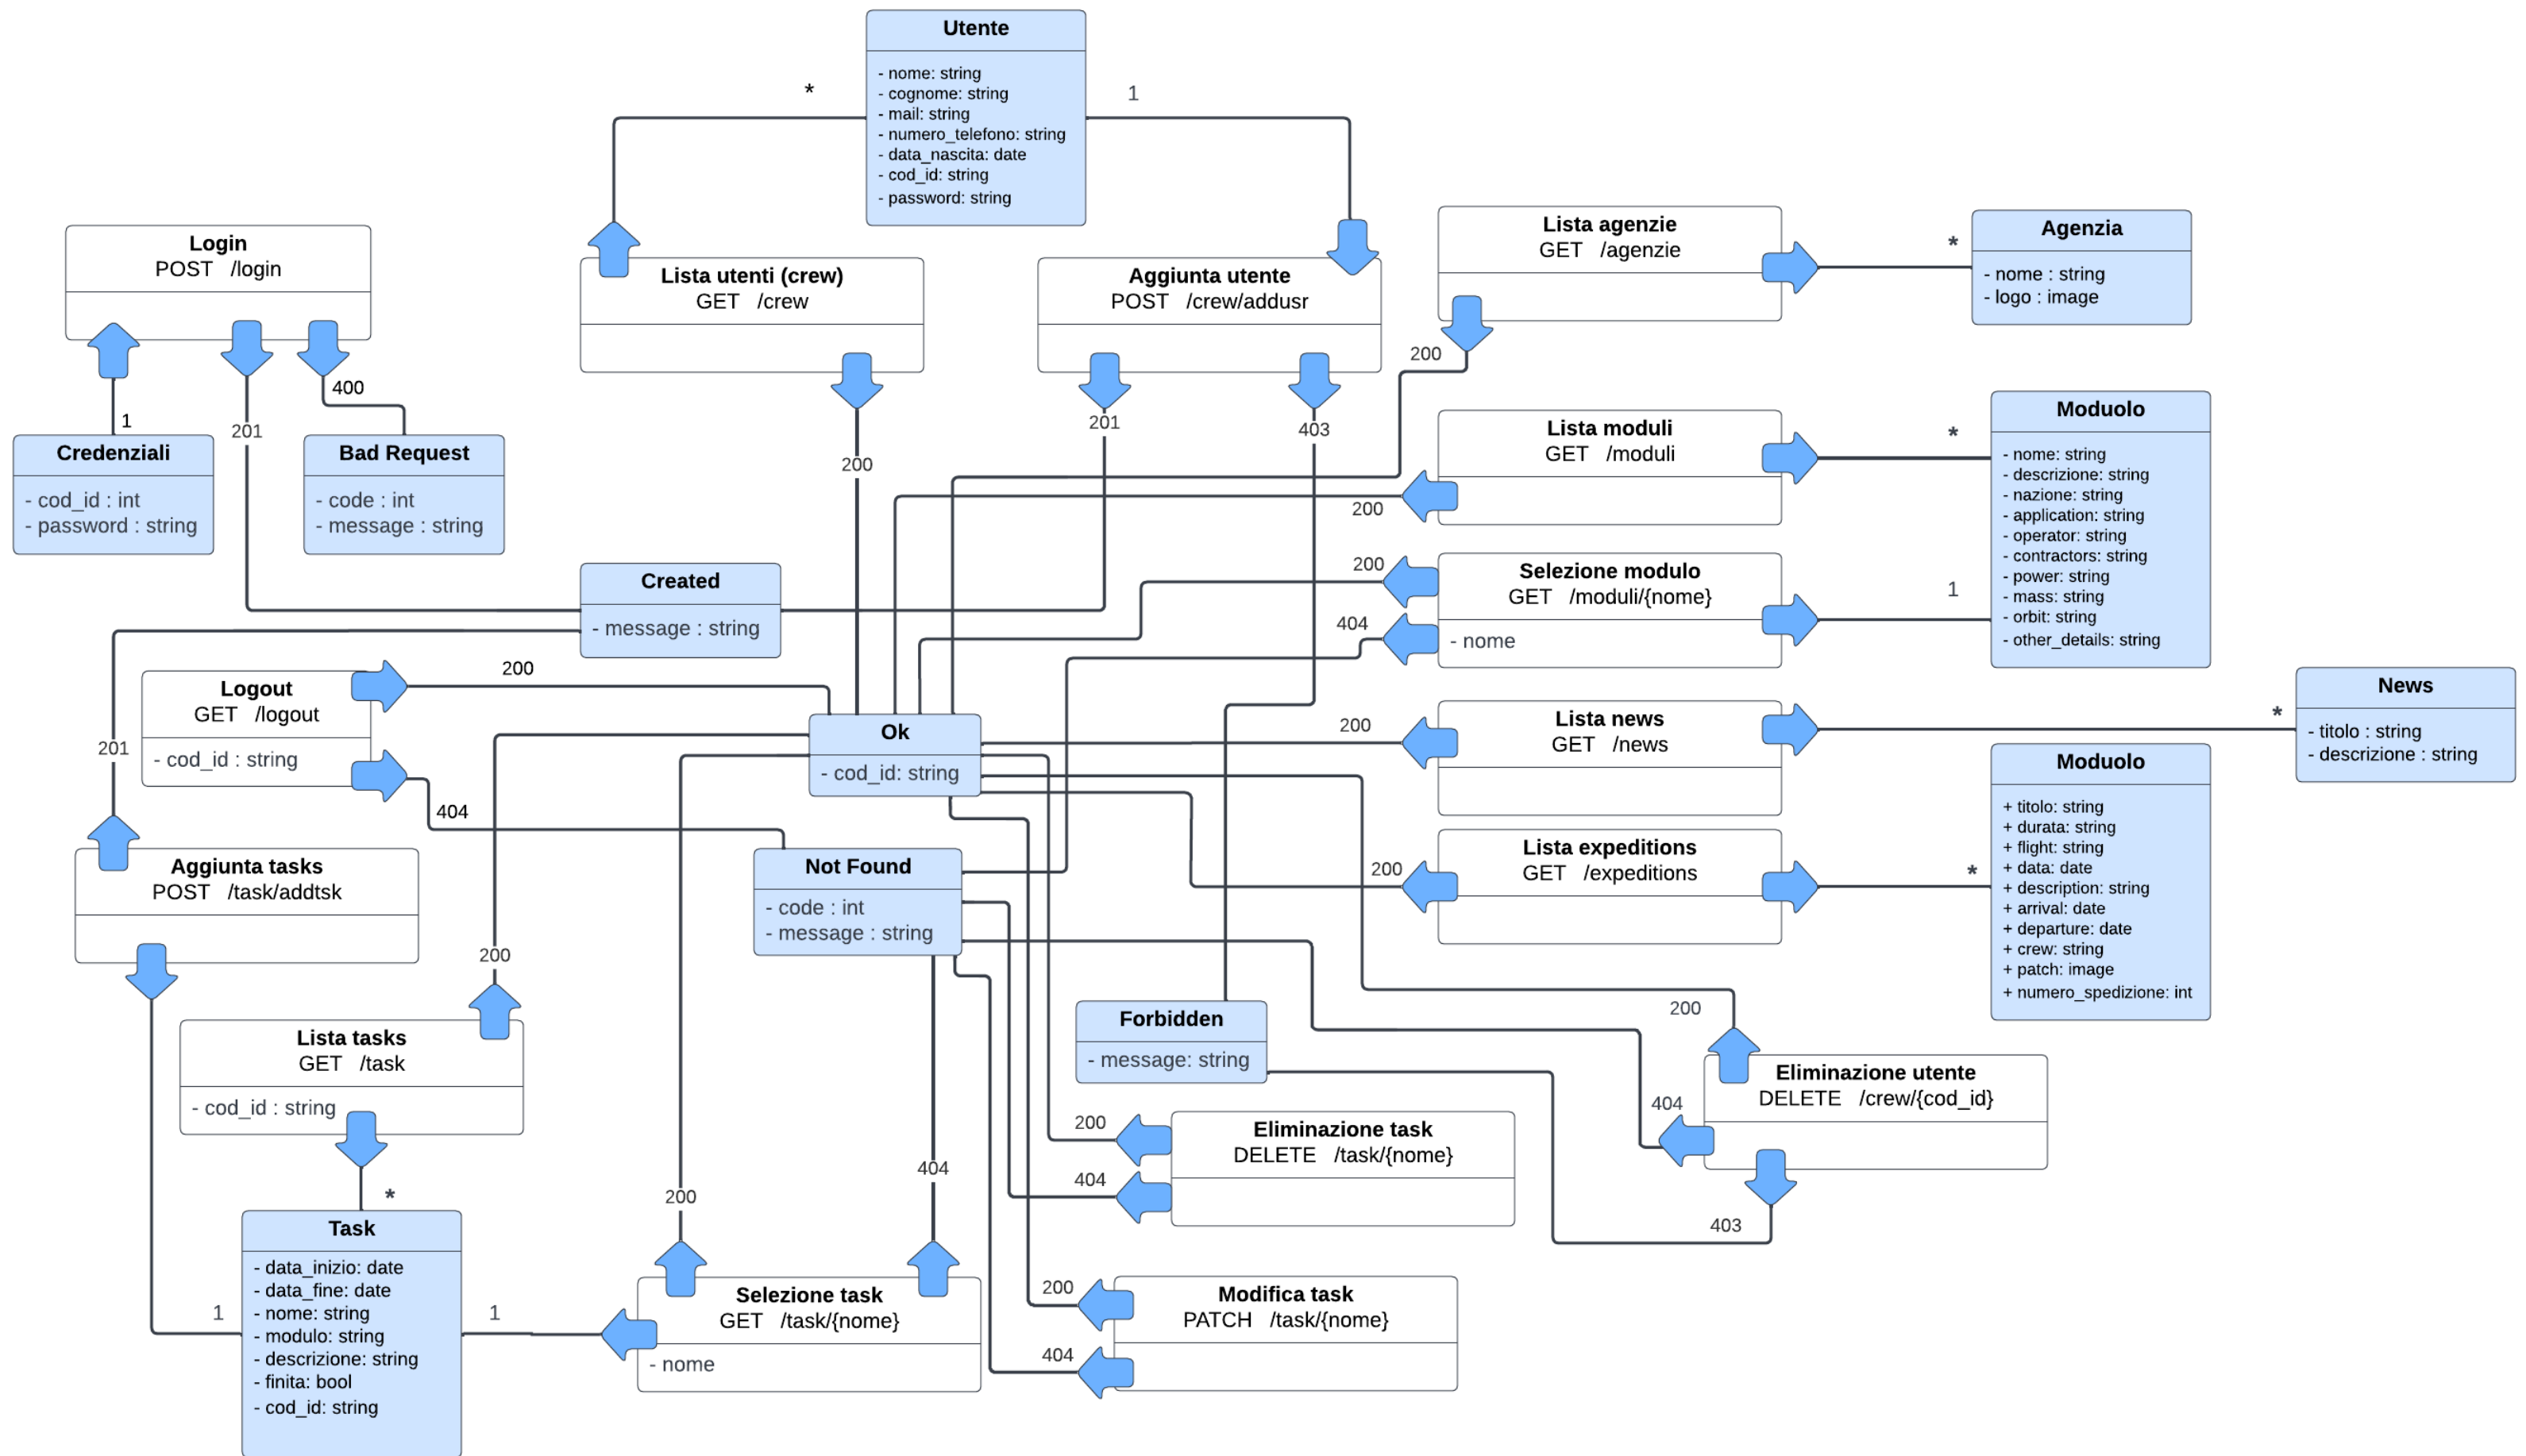 Utente
- nome: string
- cognome: string
- mail: string
- numero_telefono: string
- data_nascita: date
- cod_id: string
- password: string
*
1
Login
POST /login
1
201
400
Credenziali
- cod_id : int
- password : string
Bad Request
- code : int
- message : string
Lista utenti (crew)
GET /crew
200
Aggiunta utente
POST /crew/addusr
201
403
Lista agenzie
GET /agenzie
200
*
Agenzia
- nome : string
- logo : image
Lista moduli
GET /moduli
200
*
Moduolo
- nome: string
- descrizione: string
- nazione: string
- application: string
- operator: string
- contractors: string
- power: string
- mass: string
- orbit: string
- other_details: string
Selezione modulo
GET /moduli/{nome}
- nome
200
404
1
Created
- message : string
Logout
GET /logout
- cod_id : string
200
404
201
Ok
- cod_id: string
Lista news
GET /news
200
*
News
- titolo : string
- descrizione : string
Moduolo
+ titolo: string
+ durata: string
+ flight: string
+ data: date
+ description: string
+ arrival: date
+ departure: date
+ crew: string
+ patch: image
+ numero_spedizione: int
Lista expeditions
GET /expeditions
200
*
Aggiunta tasks
POST /task/addtsk
Not Found
- code : int
- message : string
200
Lista tasks
GET /task
- cod_id : string
*
Forbidden
- message: string
200
Eliminazione utente
DELETE /crew/{cod_id}
404
403
Eliminazione task
DELETE /task/{nome}
200
404
Task
- data_inizio: date
- data_fine: date
- nome: string
- modulo: string
- descrizione: string
- finita: bool
- cod_id: string
1
1
200
404
Selezione task
GET /task/{nome}
- nome
Modifica task
PATCH /task/{nome}
200
404